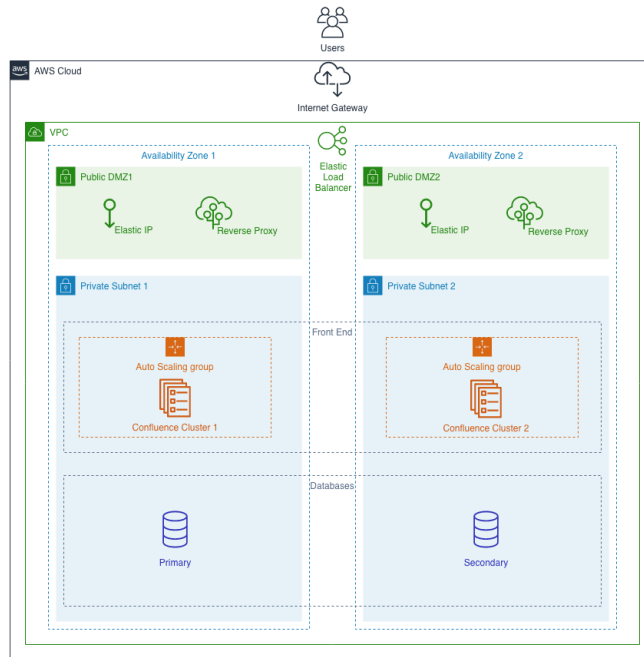 Users
aws
AWS Cloud
Internet Gateway
VPC
Availability Zone 1
Elastic
Load
Balancer
Availability Zone 2
Public DMZ1
Public DMZ2
Elastic IP
Reverse Proxy
Elastic IP
Reverse Proxy
Private Subnet 1
Private Subnet 2
Front End
Auto Scaling group
Auto Scaling group
Confluence Cluster 1
Confluence Cluster 2
Databases
Primary
Secondary